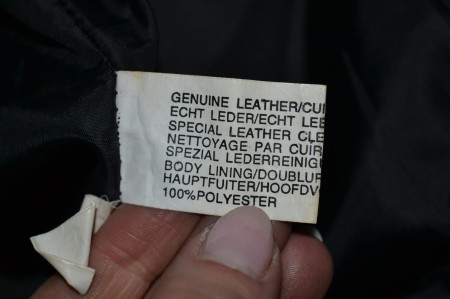 GENUINE LEATHER/CUI
ECHT LEDER/ECHT LEE
SPECIAL LEATHER CLE
NETTOYAGE PAR CUIR
SPEZIAL LEDERREINIG
BODY LINING/DOUBLUR
HAUPTFUITER/HOOFDV
100%POLYESTER